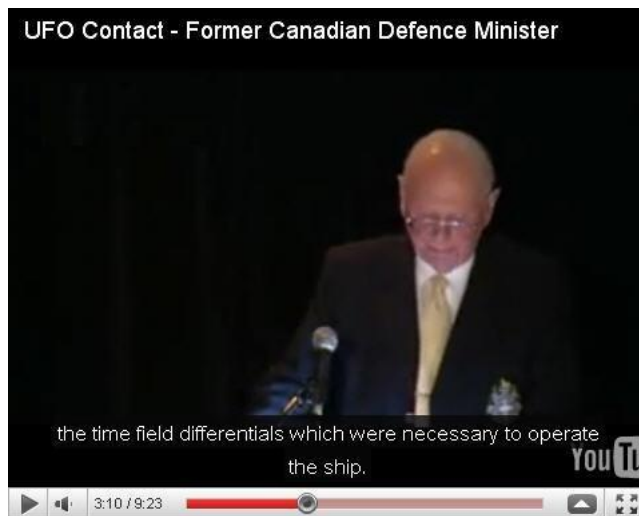 UFO Contact - Former Canadian Defence Minister
the time field differentials which were necessary to operate
the ship.
You Tu
3:10 / 9:23